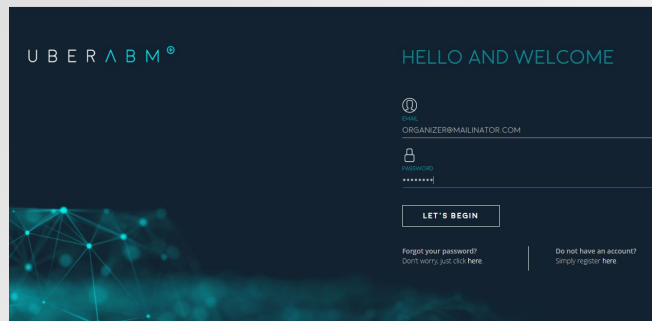 UBERΛBM
HELLO AND WELCOME
EMAIL
ORGANIZER@MAILINATOR.COM
PASSWORD
********
LET'S BEGIN
Forgot your password?
Don't worry, just click here.
Do not have an account?
Simply register here.